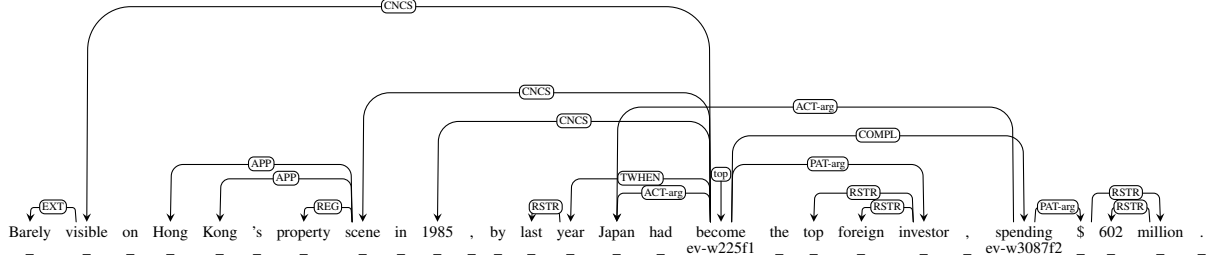 CNCS
CNCS
ACT-arg
CNCS
COMPL
APP
PAT-arg
APP
TWHEN
top
ACT-arg
RSTR
RSTR
EXT
REG
RSTR
RSTR
PAT-arg
RSTR
Barely visible on Hong Kong 's property scene in 1985 , by last year Japan had become the top foreign investor , spending $ 602 million .
_ _ _ _ _ _ _ _ _ _ _ _ _ _ _ _ ev-w225f1 _ _ _ _ _ ev-w3087f2 _ _ _ _